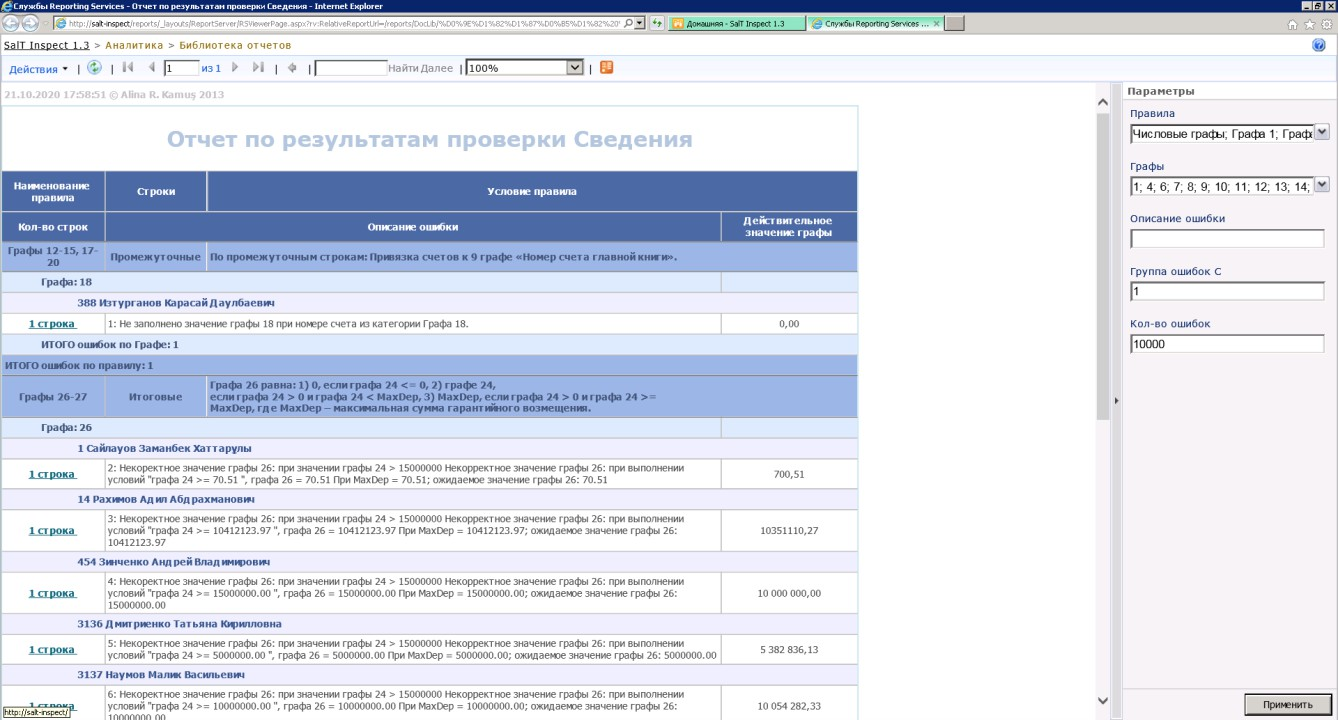 Службы Reporting Services - Отчет по результатам проверки Сведения - Internet Explorer
http://salt-inspect/reports/_layouts/ReportServer/RSViewerPage.aspx?rv:RelativeReportUrl=/reports/DocLib/%D0%9E%D1%82%D1%87%D0%B5%D1%82%20
Домашняя - SalT Inspect 1.3
Службы Reporting Services ...
SalT Inspect 1.3 > Аналитика > Библиотека отчетов
Действия | | 1 из 1 | | Найти Далее | 100% |
21.10.2020 17:58:51 © Alina R. Kamuş 2013
Отчет по результатам проверки Сведения
Наименование правила Строки Условие правила
Кол-во строк Описание ошибки Действительное значение графы
Графы 12-15, 17-20 Промежуточные По промежуточным строкам: Привязка счетов к 9 графе «Номер счета главной книги».
Графа: 18
388 Изтурганов Карасай Даулбаевич
1 строка 1: Не заполнено значение графы 18 при номере счета из категории Графа 18. 0,00
ИТОГО ошибок по Графе: 1
ИТОГО ошибок по правилу: 1
Графы 26-27 Итоговые Графа 26 равна: 1) 0, если графа 24 <= 0, 2) графе 24,
если графа 24 > 0 и графа 24 < MaxDep, 3) MaxDep, если графа 24 > 0 и графа 24 >=
MaxDep, где MaxDep – максимальная сумма гарантийного возмещения.
Графа: 26
1 Сайлауов Заманбек Хаттарулы
1 строка 2: Некоректное значение графы 26: при значении графы 24 > 15000000 Некорректное значение графы 26: при выполнении
условий "графа 24 >= 70.51 ", графа 26 = 70.51 При MaxDep = 70.51; ожидаемое значение графы 26: 70.51 700,51
14 Рахимов Адил Абдрахманович
1 строка 3: Некоректное значение графы 26: при значении графы 24 > 15000000 Некорректное значение графы 26: при выполнении
условий "графа 24 >= 10412123.97 ", графа 26 = 10412123.97 При MaxDep = 10412123.97; ожидаемое значение графы 26:
10412123.97 10351110,27
454 Зинченко Андрей Владимирович
1 строка 4: Некоректное значение графы 26: при значении графы 24 > 15000000 Некорректное значение графы 26: при выполнении
условий "графа 24 >= 15000000.00 ", графа 26 = 15000000.00 При MaxDep = 15000000.00; ожидаемое значение графы 26:
15000000.00 10 000 000,00
3136 Дмитриенко Татьяна Кирилловна
1 строка 5: Некоректное значение графы 26: при значении графы 24 > 15000000 Некорректное значение графы 26: при выполнении
условий "графа 24 >= 5000000.00 ", графа 26 = 5000000.00 При MaxDep = 5000000.00; ожидаемое значение графы 26: 5000000.00 5 382 836,13
3137 Наумов Малик Васильевич
1 строка 6: Некоректное значение графы 26: при значении графы 24 > 15000000 Некорректное значение графы 26: при выполнении
условий "графа 24 >= 10000000.00 ", графа 26 = 10000000.00 При MaxDep = 10000000.00; ожидаемое значение графы 26:
10000000.00 10 054 282,33
http://salt-inspect/
Параметры
Правила
Числовые графы; Графа 1; Граф
Графы
1; 4; 6; 7; 8; 9; 10; 11; 12; 13; 14;
Описание ошибки
Группа ошибок С
1
Кол-во ошибок
10000
Применить